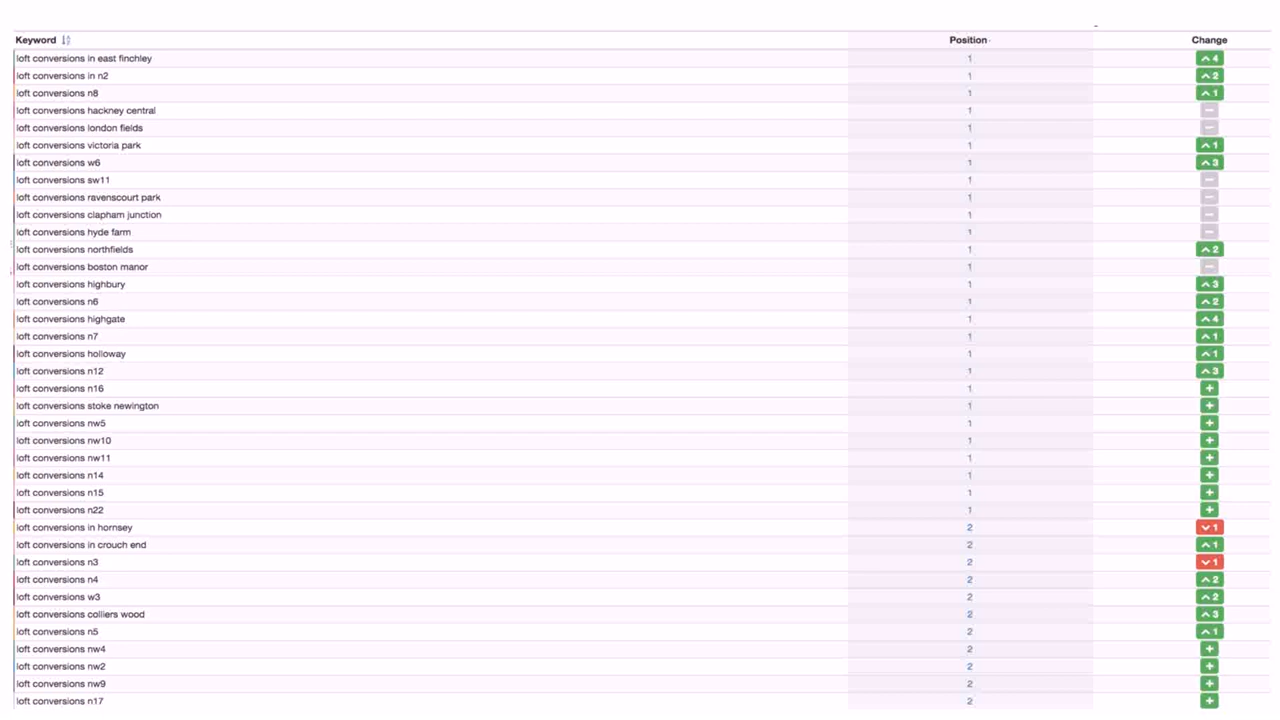 Keyword Position Change
loft conversions in east finchley 1 4
loft conversions in n2 1 2
loft conversions n8 1 1
loft conversions hackney central 1 −
loft conversions london fields 1 −
loft conversions victoria park 1 1
loft conversions w6 1 3
loft conversions sw11 1 −
loft conversions ravenscourt park 1 −
loft conversions clapham junction 1 −
loft conversions hyde farm 1 −
loft conversions northfields 1 2
loft conversions boston manor 1 −
loft conversions highbury 1 3
loft conversions n6 1 2
loft conversions highgate 1 4
loft conversions n7 1 1
loft conversions holloway 1 1
loft conversions n12 1 3
loft conversions n16 1 +
loft conversions stoke newington 1 +
loft conversions nw5 1 +
loft conversions nw10 1 +
loft conversions nw11 1 +
loft conversions n14 1 +
loft conversions n15 1 +
loft conversions n22 1 +
loft conversions in hornsey 2 1
loft conversions in crouch end 2 1
loft conversions n3 2 1
loft conversions n4 2 2
loft conversions w3 2 2
loft conversions colliers wood 2 3
loft conversions n5 2 1
loft conversions nw4 2 +
loft conversions nw2 2 +
loft conversions nw9 2 +
loft conversions n17 2 +